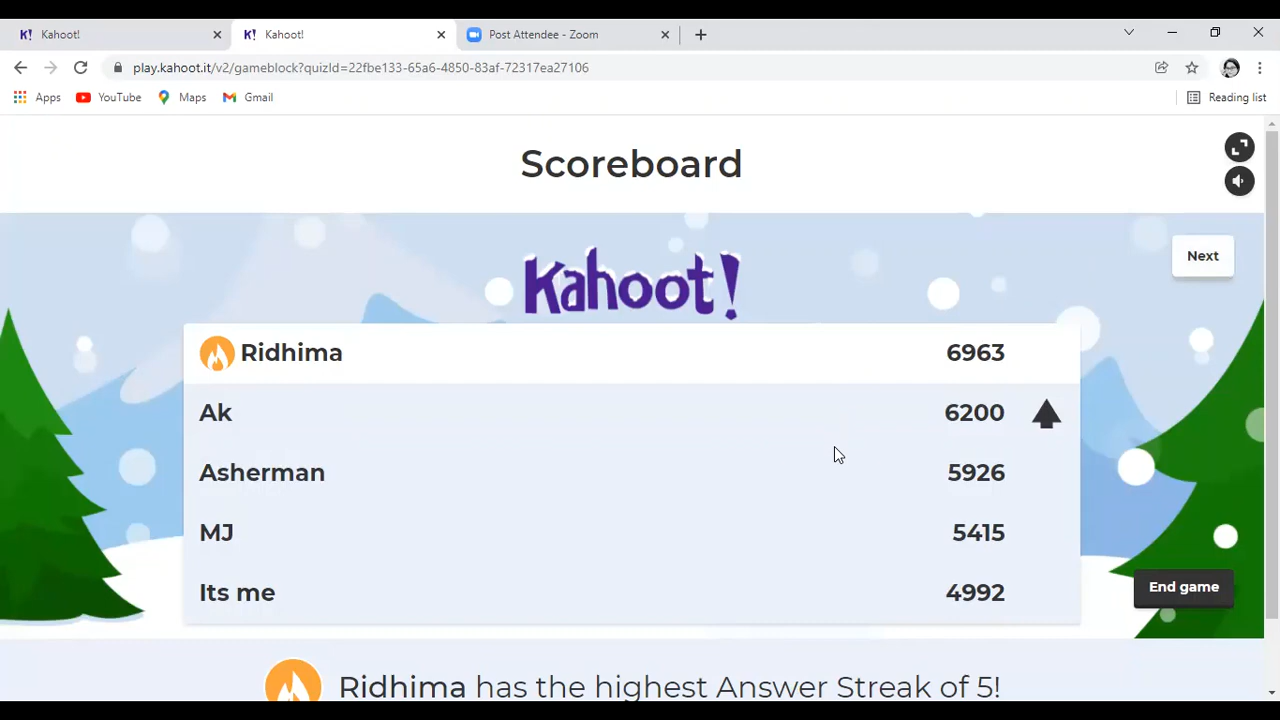 K! Kahoot!
K! Kahoot!
Post Attendee - Zoom
play.kahoot.it/v2/gameblock?quizId=22fbe133-65a6-4850-83af-72317ea27106
Apps YouTube Maps Gmail Reading list
Scoreboard
Kahoot!
Next
Ridhima 6963
Ak 6200
Asherman 5926
MJ 5415
Its me 4992
End game
Ridhima has the highest Answer Streak of 5!